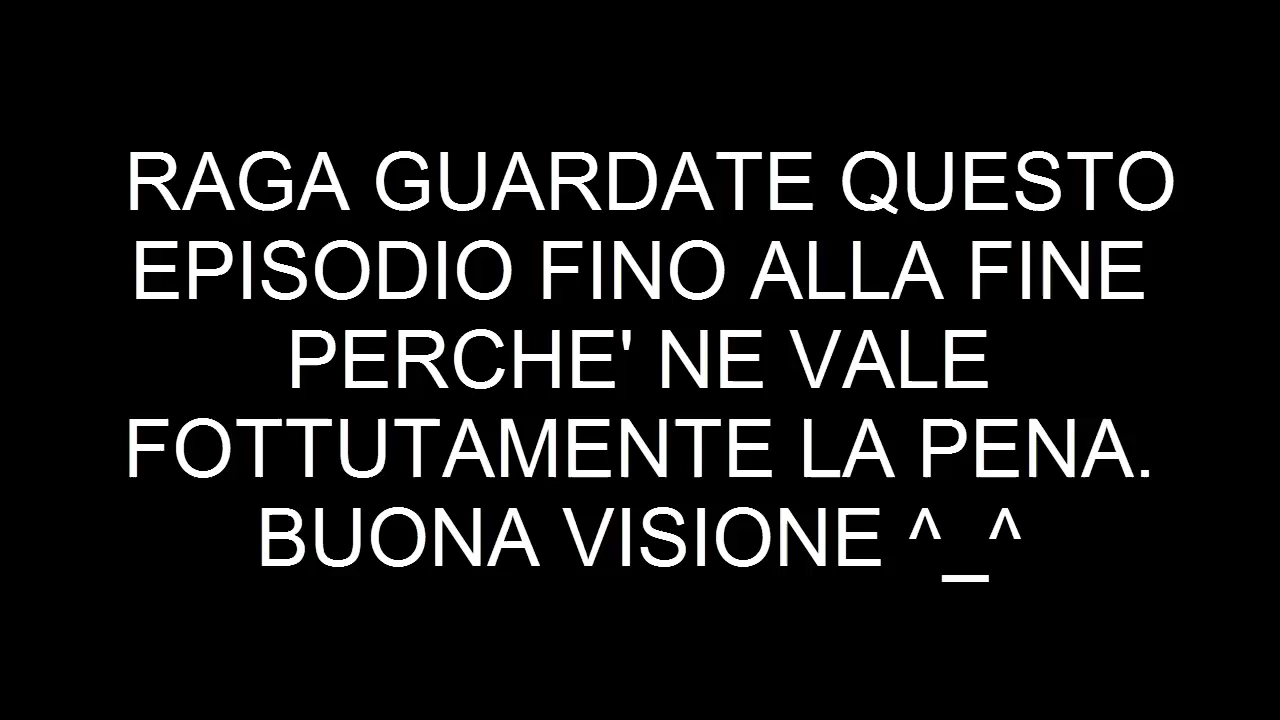 RAGA GUARDATE QUESTO
EPISODIO FINO ALLA FINE
PERCHE' NE VALE
FOTTUTAMENTE LA PENA.
BUONA VISIONE ^_^